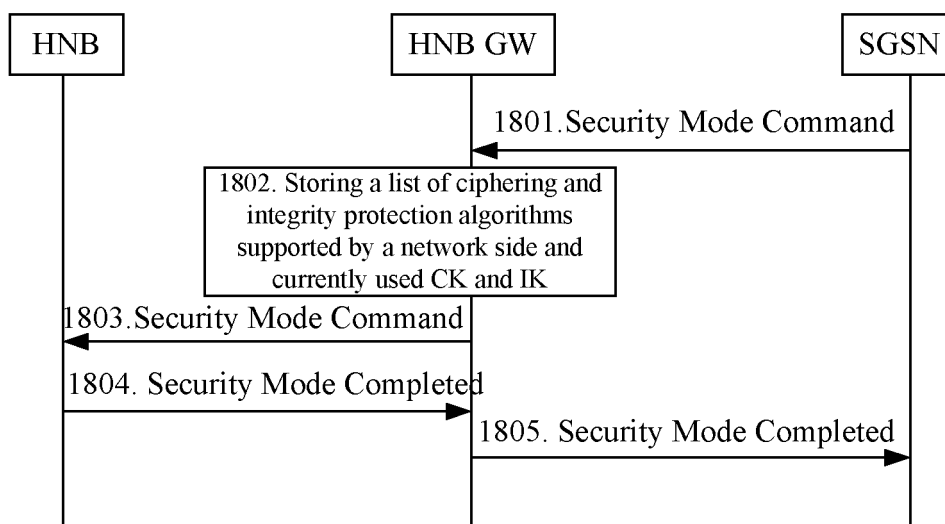 HNB
HNB GW
SGSN
1801.Security Mode Command
1802. Storing a list of ciphering and
integrity protection algorithms
supported by a network side and
currently used CK and IK
1803.Security Mode Command
1804. Security Mode Completed
1805. Security Mode Completed